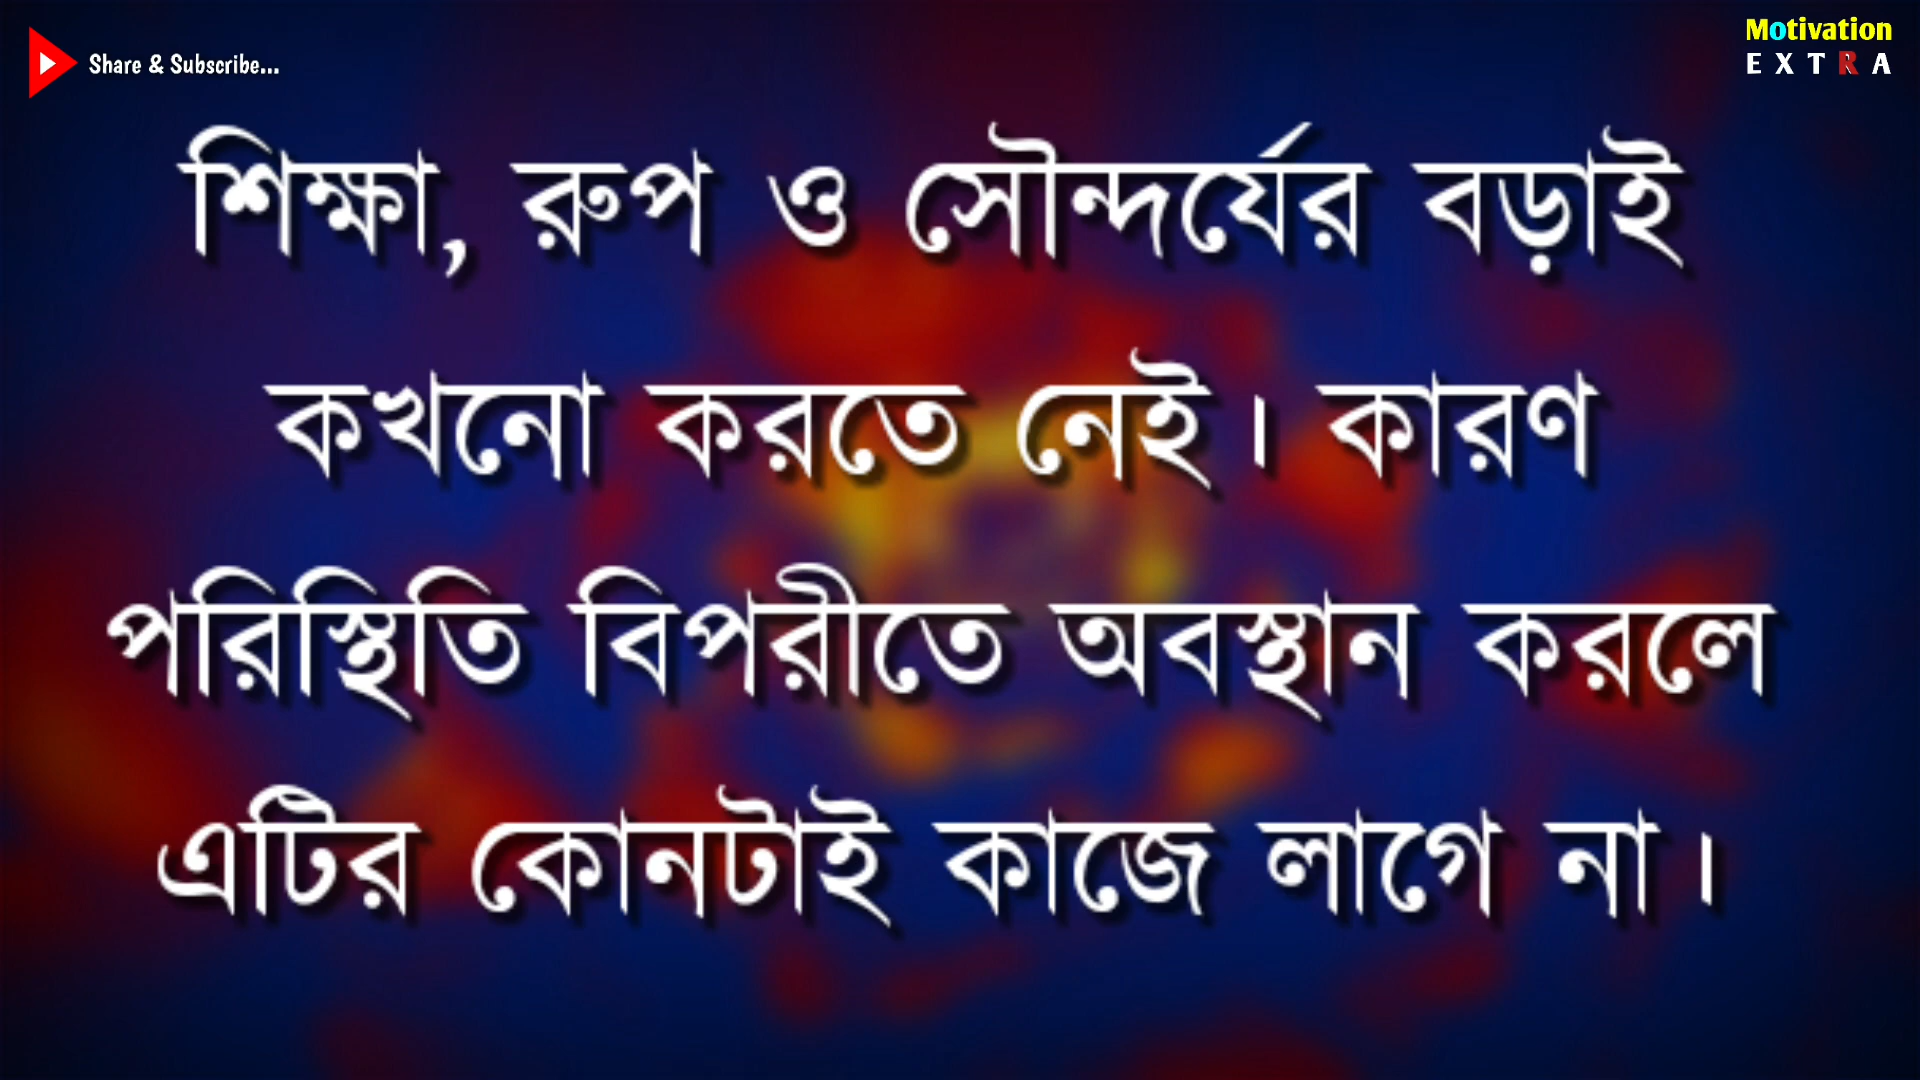 Share & Subscribe...
Motivation
EXTRA
শিক্ষা, রুপ ও সৌন্দর্যের বড়াই
কখনো করতে নেই। কারণ
পরিস্থিতি বিপরীতে অবস্থান করলে
এটির কোনটাই কাজে লাগে না।